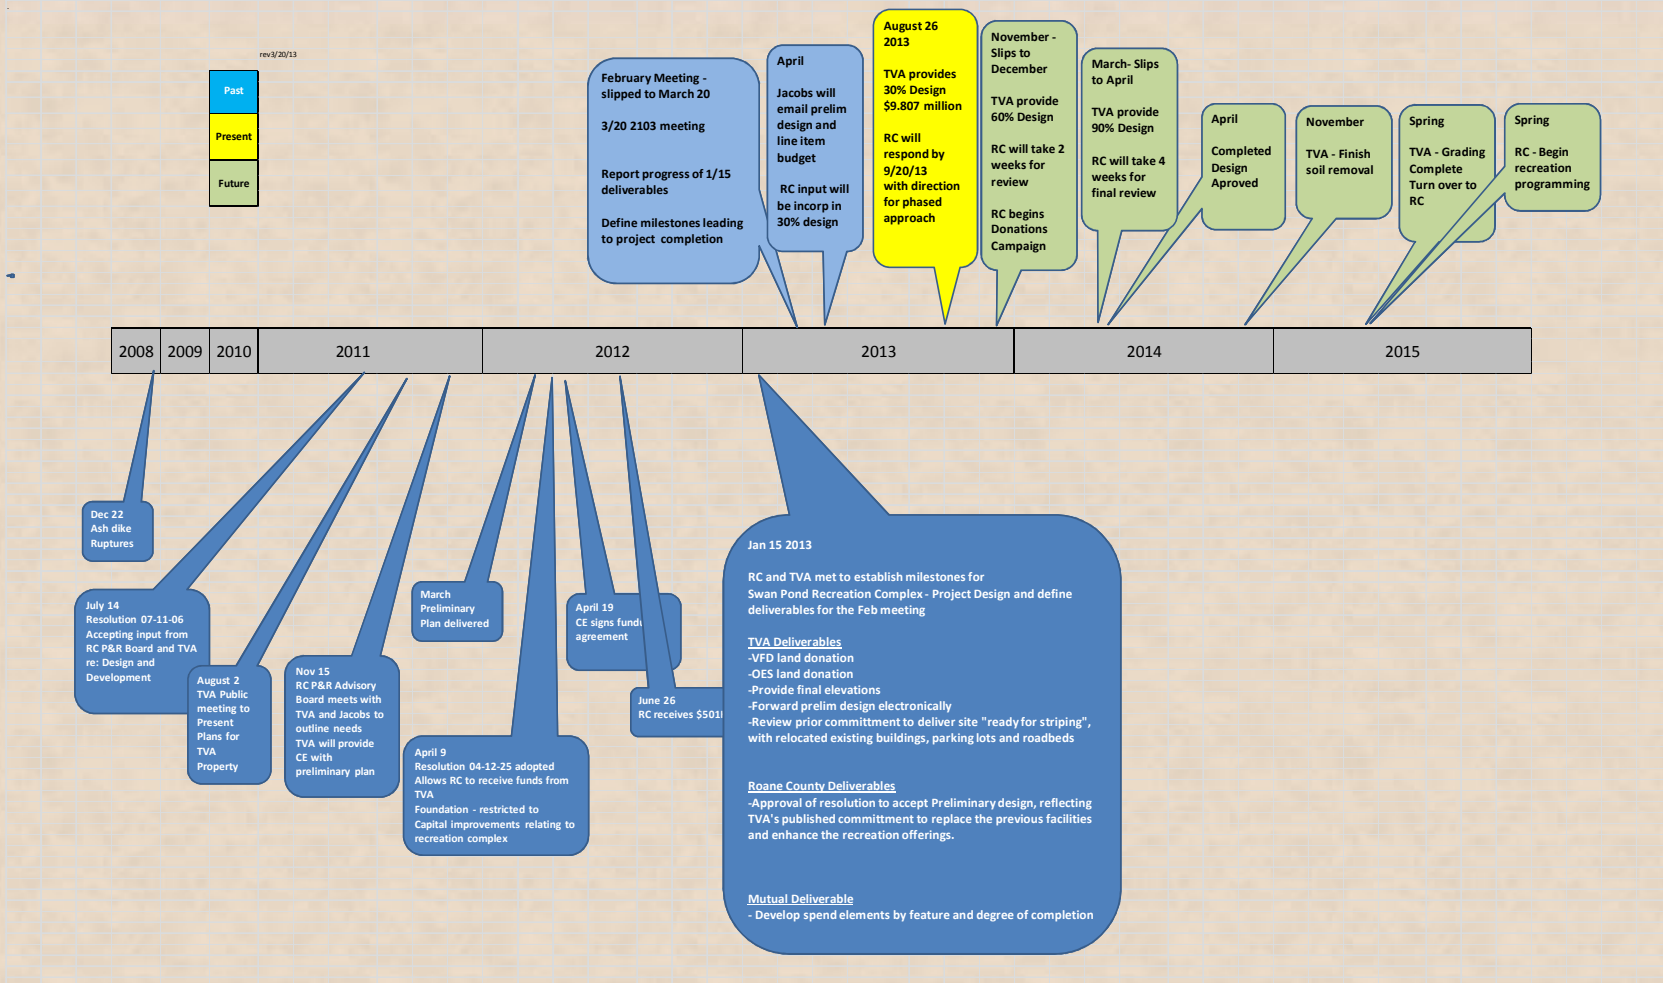 rev3/20/13
Past
Present
Future
February Meeting -
slipped to March 20
3/20 2103 meeting
Report progress of 1/15
deliverables
Define milestones leading
to project completion
April
Jacobs will
email prelim
design and
line item
budget
RC input will
be incorp in
30% design
August 26
2013
TVA provides
30% Design
$9.807 million
RC will
respond by
9/20/13
with direction
for phased
approach
November -
Slips to
December
TVA provide
60% Design
RC will take 2
weeks for
review
RC begins
Donations
Campaign
March- Slips
to April
TVA provide
90% Design
RC will take 4
weeks for
final review
April
Completed
Design
Aproved
November
TVA - Finish
soil removal
Spring
TVA - Grading
Complete
Turn over to
RC
Spring
RC - Begin
recreation
programming
2008 2009 2010 2011 2012 2013 2014 2015
Dec 22
Ash dike
Ruptures
July 14
Resolution 07-11-06
Accepting input from
RC P&R Board and TVA
re: Design and
Development
August 2
TVA Public
meeting to
Present
Plans for
TVA
Property
Nov 15
RC P&R Advisory
Board meets with
TVA and Jacobs to
outline needs
TVA will provide
CE with
preliminary plan
March
Preliminary
Plan delivered
April 9
Resolution 04-12-25 adopted
Allows RC to receive funds from
TVA
Foundation - restricted to
Capital improvements relating to
recreation complex
April 19
CE signs
agreement
June 26
RC receives
Jan 15 2013
RC and TVA met to establish milestones for
Swan Pond Recreation Complex - Project Design and define
deliverables for the Feb meeting
TVA Deliverables
-VFD land donation
-OES land donation
-Provide final elevations
-Forward prelim design electronically
-Review prior commitment to deliver site "ready for striping",
with relocated existing buildings, parking lots and roadbeds
Roane County Deliverables
-Approval of resolution to accept Preliminary design, reflecting
TVA's published committment to replace the previous facilities
and enhance the recreation offerings.
Mutual Deliverable
- Develop spend elements by feature and degree of completion